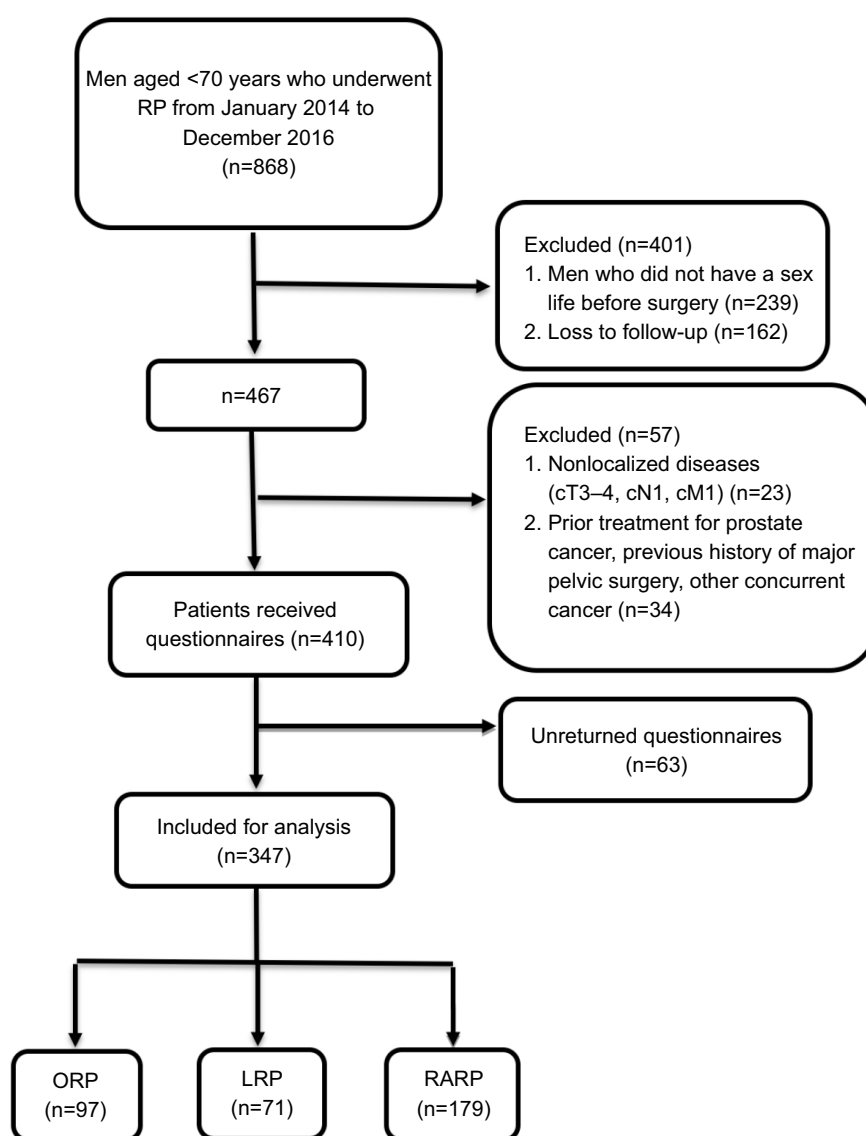 Men aged <70 years who underwent
RP from January 2014 to
December 2016
(n=868)
Excluded (n=401)
1. Men who did not have a sex
life before surgery (n=239)
2. Loss to follow-up (n=162)
n=467
Excluded (n=57)
1. Nonlocalized diseases
(cT3–4, cN1, cM1) (n=23)
2. Prior treatment for prostate
cancer, previous history of major
pelvic surgery, other concurrent
cancer (n=34)
Patients received
questionnaires (n=410)
Unreturned questionnaires
(n=63)
Included for analysis
(n=347)
ORP
(n=97)
LRP
(n=71)
RARP
(n=179)